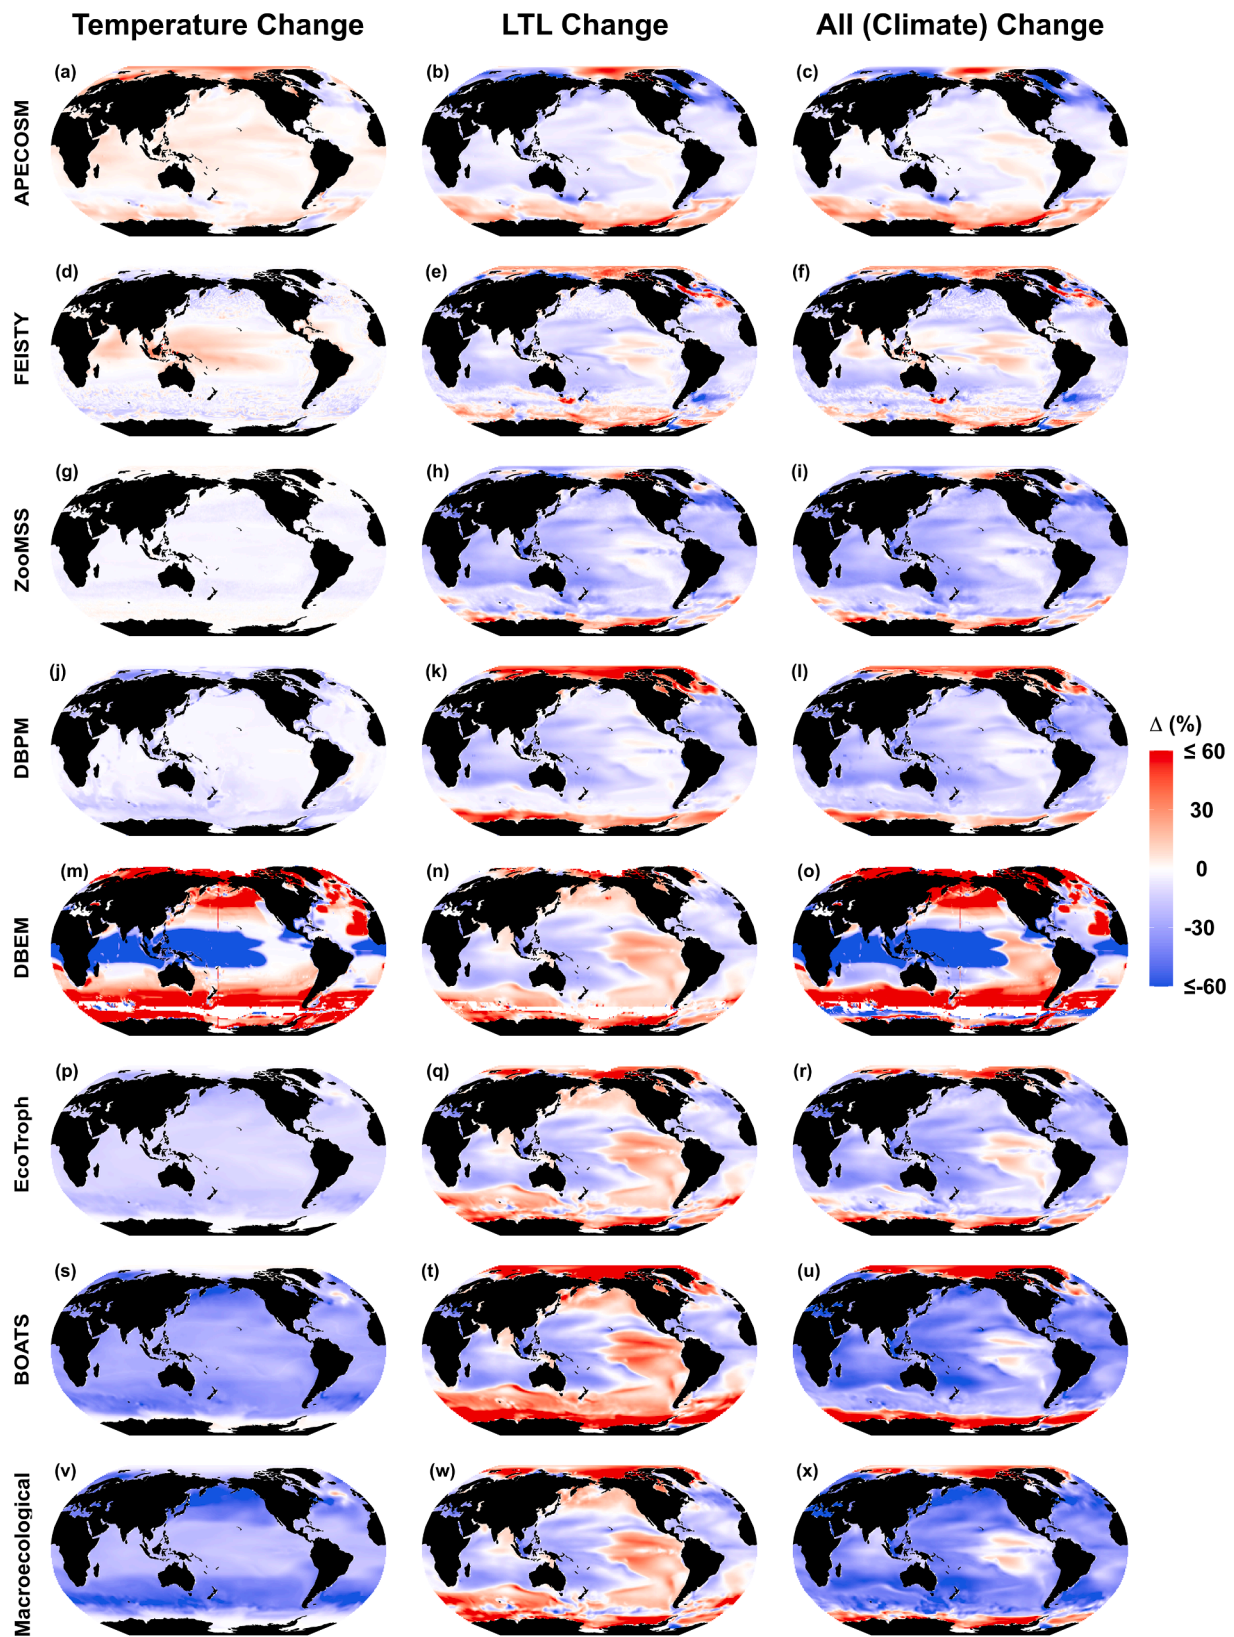 Temperature Change LTL Change All (Climate) Change
(a) (b) (c)
APECOSM
(d) (e) (f)
FEISTY
(g) (h) (i)
ZooMSS
(j) (k) (l)
DBPM
Δ (%)
≤ 60
30
0
-30
≤-60
(m) (n) (o)
DBEM
(p) (q) (r)
EcoTroph
(s) (t) (u)
BOATS
(v) (w) (x)
Macroecological